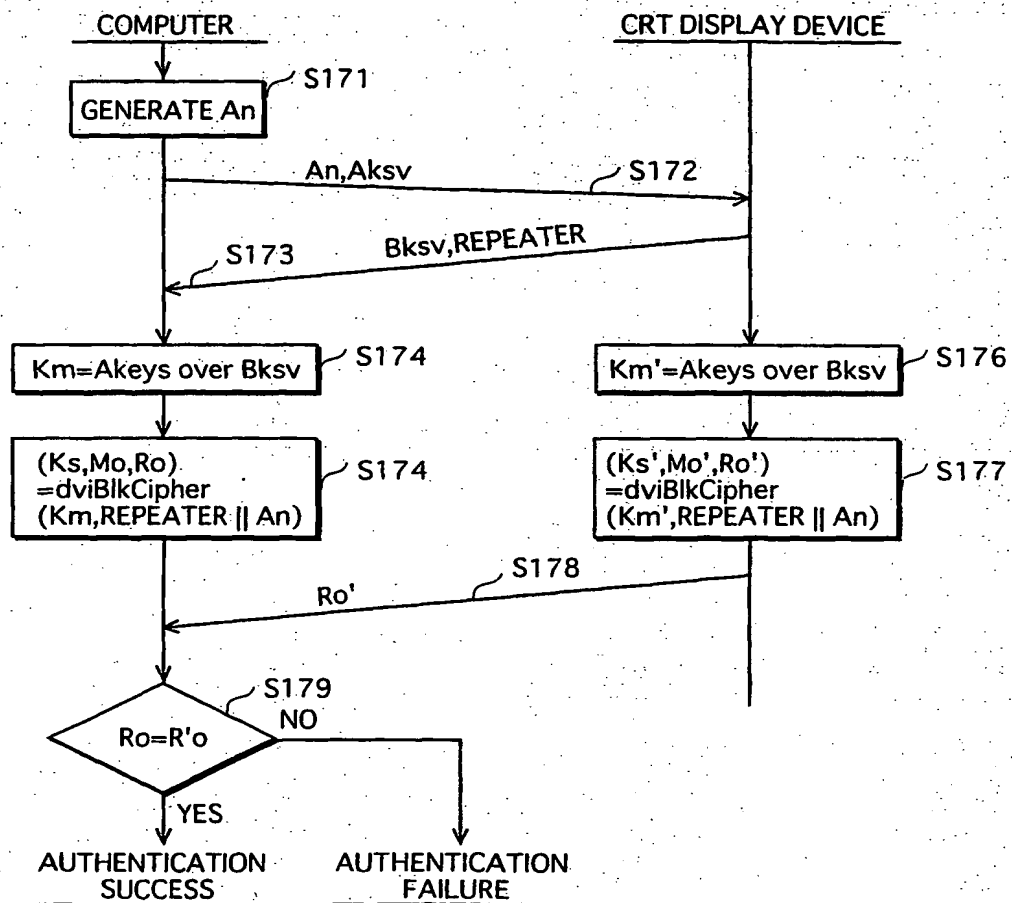 COMPUTER
CRT DISPLAY DEVICE
S171
GENERATE An
An,Aksv
S172
Bksv,REPEATER
S173
Km=Akeys over Bksv
S174
Km'=Akeys over Bksv
S176
(Ks,Mo,Ro)
=dviBlkCipher
(Km,REPEATER || An)
S174
(Ks',Mo',Ro')
=dviBlkCipher
(Km',REPEATER || An)
S177
S178
Ro'
S179
Ro=R'o
NO
YES
AUTHENTICATION
SUCCESS
AUTHENTICATION
FAILURE